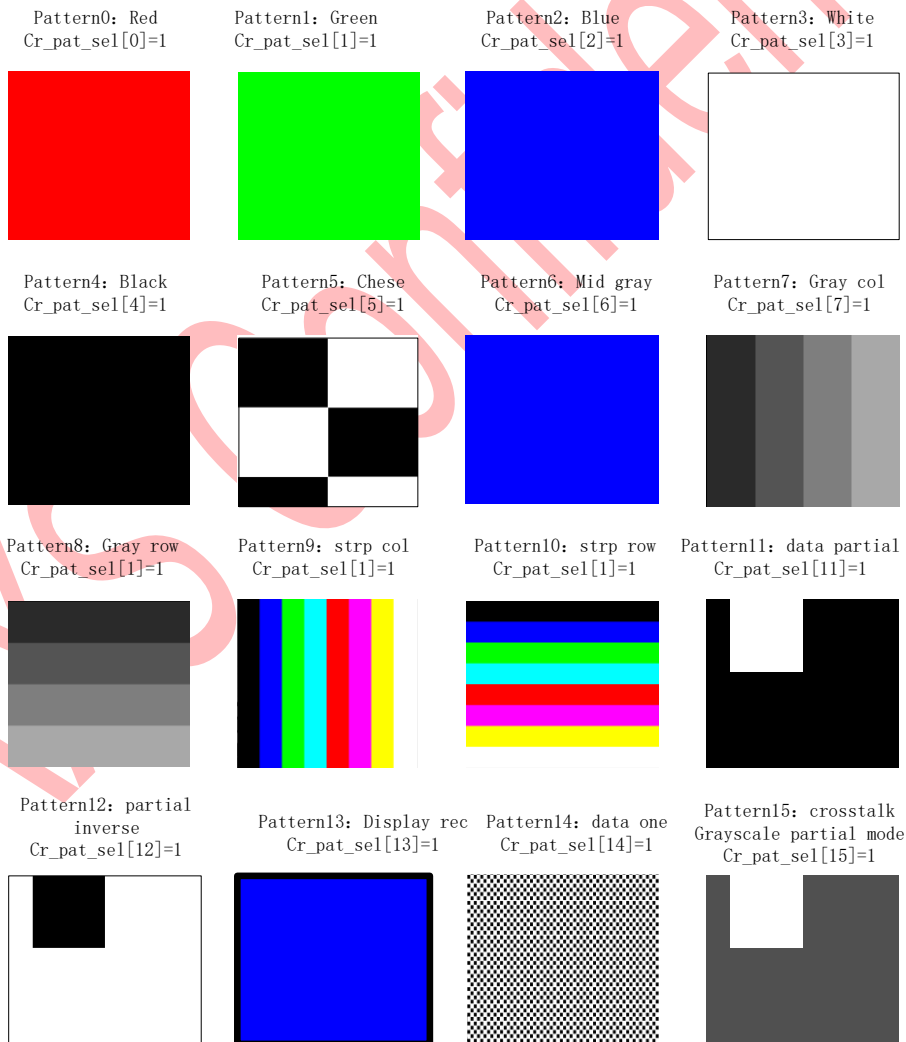 Pattern0: Red
Cr_pat_sel[0]=1
Pattern1: Green
Cr_pat_sel[1]=1
Pattern2: Blue
Cr_pat_sel[2]=1
Pattern3: White
Cr_pat_sel[3]=1
Pattern4: Black
Cr_pat_sel[4]=1
Pattern5: Chese
Cr_pat_sel[5]=1
Pattern6: Mid gray
Cr_pat_sel[6]=1
Pattern7: Gray col
Cr_pat_sel[7]=1
Pattern8: Gray row
Cr_pat_sel[1]=1
Pattern9: strp col
Cr_pat_sel[1]=1
Pattern10: strp row
Cr_pat_sel[1]=1
Pattern11: data partial
Cr_pat_sel[11]=1
Pattern12: partial
inverse
Cr_pat_sel[12]=1
Pattern13: Display rec
Cr_pat_sel[13]=1
Pattern14: data one
Cr_pat_sel[14]=1
Pattern15: crosstalk
Grayscale partial mode
Cr_pat_sel[15]=1